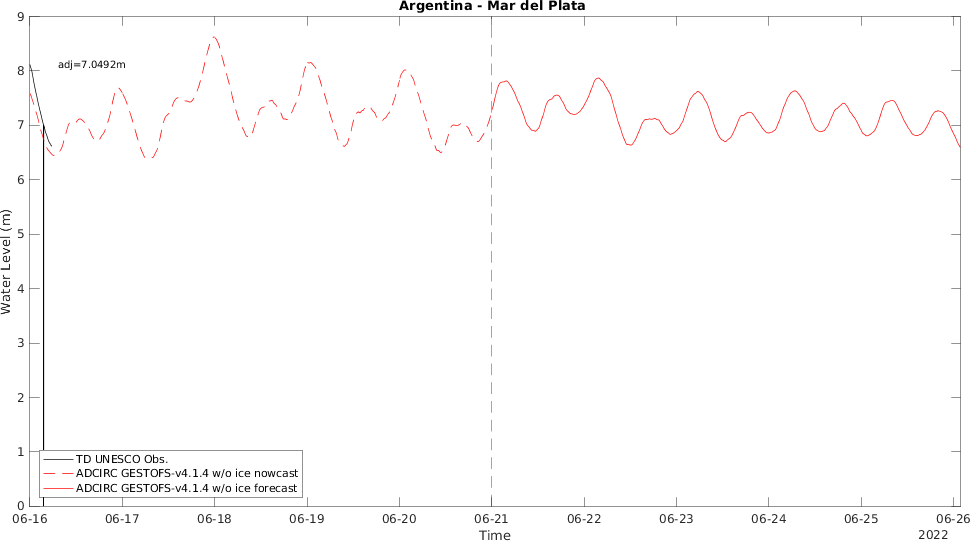 Argentina - Mar del Plata
9
8
7
6
5
4
3
2
1
0
Water Level (m)
adj=7.0492m
TD UNESCO Obs.
ADCIRC GESTOFS-v4.1.4 w/o ice nowcast
ADCIRC GESTOFS-v4.1.4 w/o ice forecast
06-16 06-17 06-18 06-19 06-20 06-21 06-22 06-23 06-24 06-25 06-26
Time
2022